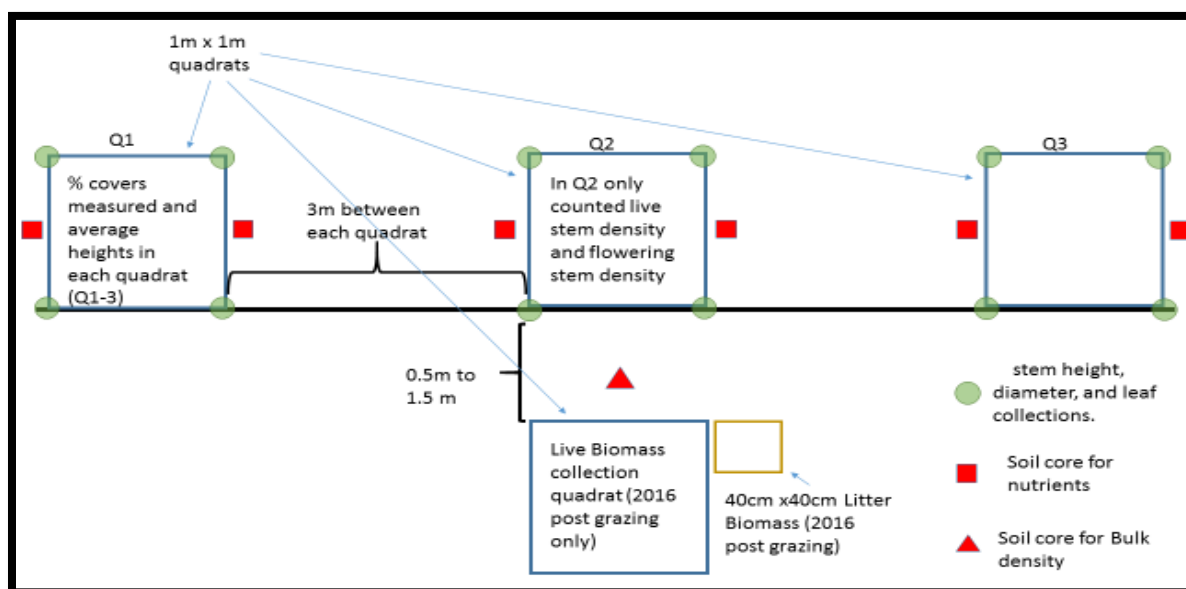 1m x 1m
quadrats
Q1
Q2
Q3
% covers
measured and
average
heights in
each quadrat
(Q1-3)
3m between
each quadrat
In Q2 only
counted live
stem density
and flowering
stem density
0.5m to
1.5 m
Live Biomass
collection
quadrat (2016
post grazing
only)
40cm x40cm Litter
Biomass (2016
post grazing)
stem height,
diameter, and leaf
collections.
Soil core for
nutrients
Soil core for Bulk
density